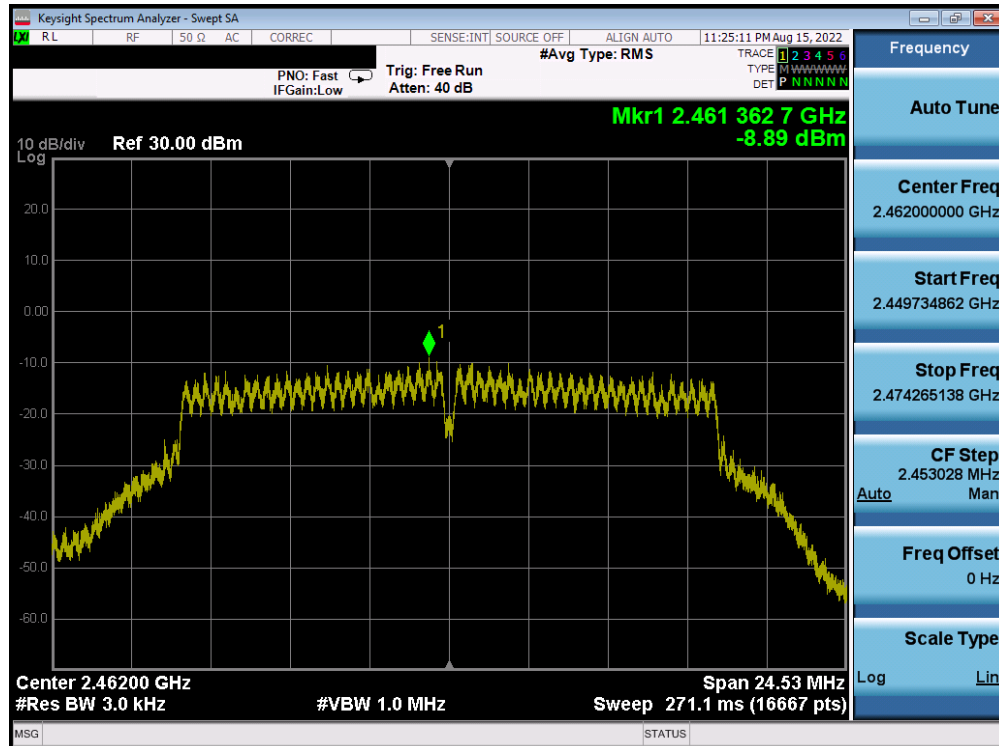 Keysight Spectrum Analyzer - Swept SA
LXI RL RF 50 Ω AC CORREC SENSE:INT SOURCE OFF ALIGN AUTO 11:25:11 PM Aug 15, 2022
#Avg Type: RMS
PNO: Fast
IFGain:Low
Trig: Free Run
Atten: 40 dB
TRACE 1 2 3 4 5 6
TYPE M WWWWW
DET P N N N N N
Mkr1 2.461 362 7 GHz
-8.89 dBm
10 dB/div Ref 30.00 dBm
Log
20.0
10.0
0.00
-10.0
-20.0
-30.0
-40.0
-50.0
-60.0
1
Center 2.46200 GHz Span 24.53 MHz
#Res BW 3.0 kHz #VBW 1.0 MHz Sweep 271.1 ms (16667 pts)
MSG STATUS
Frequency
Auto Tune
Center Freq
2.462000000 GHz
Start Freq
2.449734862 GHz
Stop Freq
2.474265138 GHz
CF Step
2.453028 MHz
Auto Man
Freq Offset
0 Hz
Scale Type
Log Lin